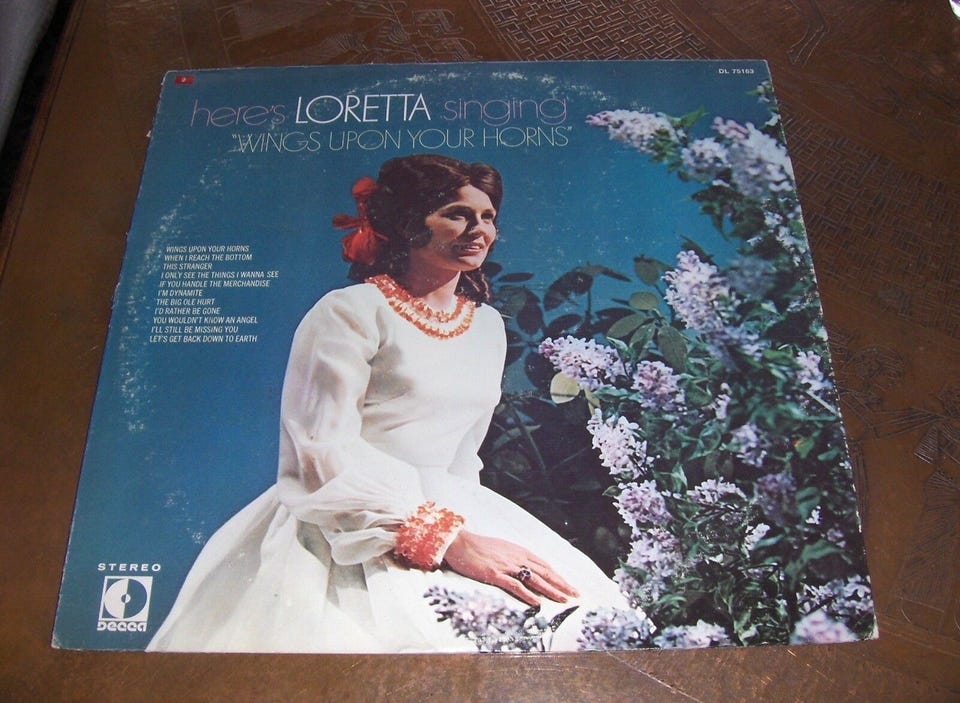 DL 75163
here's LORETTA singing
"WINGS UPON YOUR HORNS"
WINGS UPON YOUR HORNS
WHEN I REACH THE BOTTOM
THIS STRANGER
I ONLY SEE THE THINGS I WANNA SEE
IF YOU HANDLE THE MERCHANDISE
I'M DYNAMITE
THE BIG OLE HURT
I'D RATHER BE GONE
YOU WOULDN'T KNOW AN ANGEL
I'LL STILL BE MISSING YOU
LET'S GET BACK DOWN TO EARTH
STEREO
DECCA